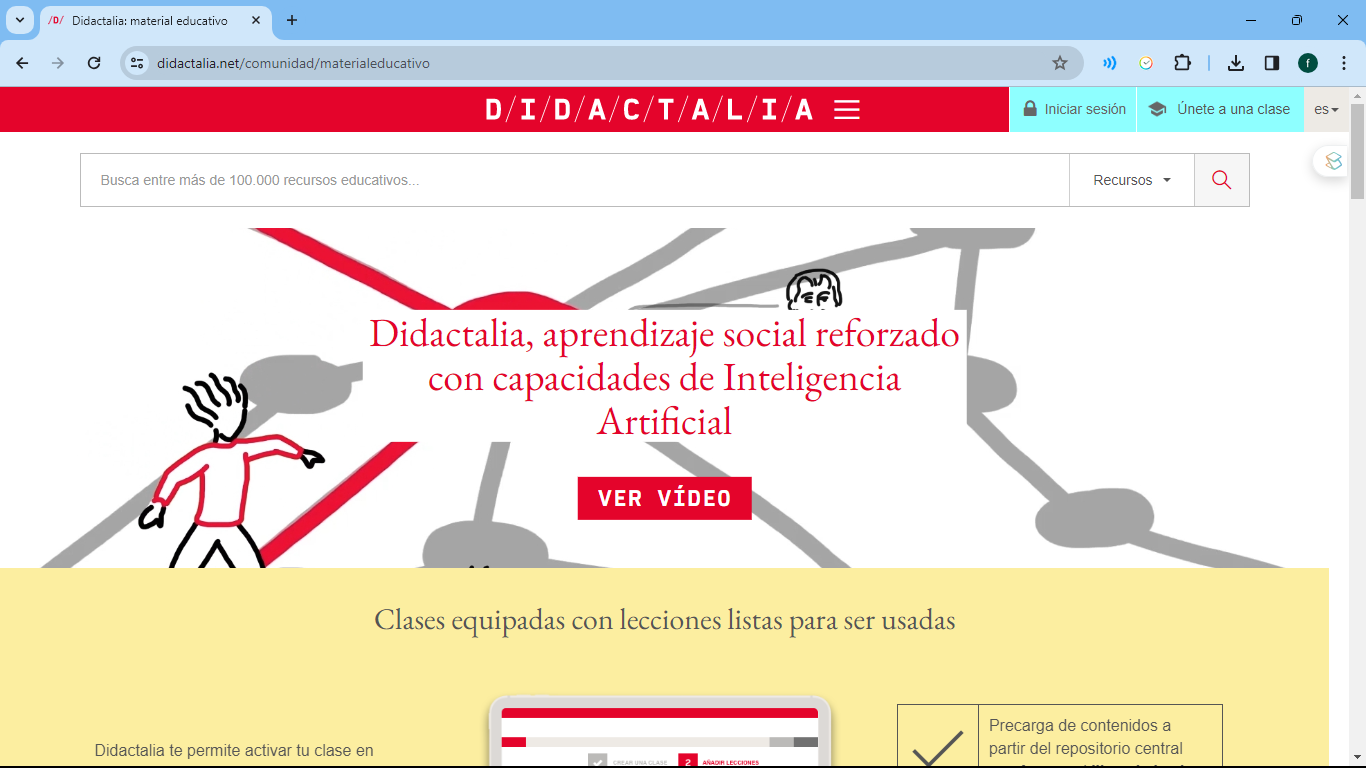 /D/ Didactalia: material educativo
didactalia.net/comunidad/materialeducativo
f
D/I/D/A/C/T/A/L/I/A
Iniciar sesión
Únete a una clase
es
Busca entre más de 100.000 recursos educativos...
Recursos
Didactalia, aprendizaje social reforzado
con capacidades de Inteligencia
Artificial
VER VÍDEO
Clases equipadas con lecciones listas para ser usadas
Didactalia te permite activar tu clase en
CREAR UNA CLASE
2 AÑADIR LECCIONES
Precarga de contenidos a
partir del repositorio central